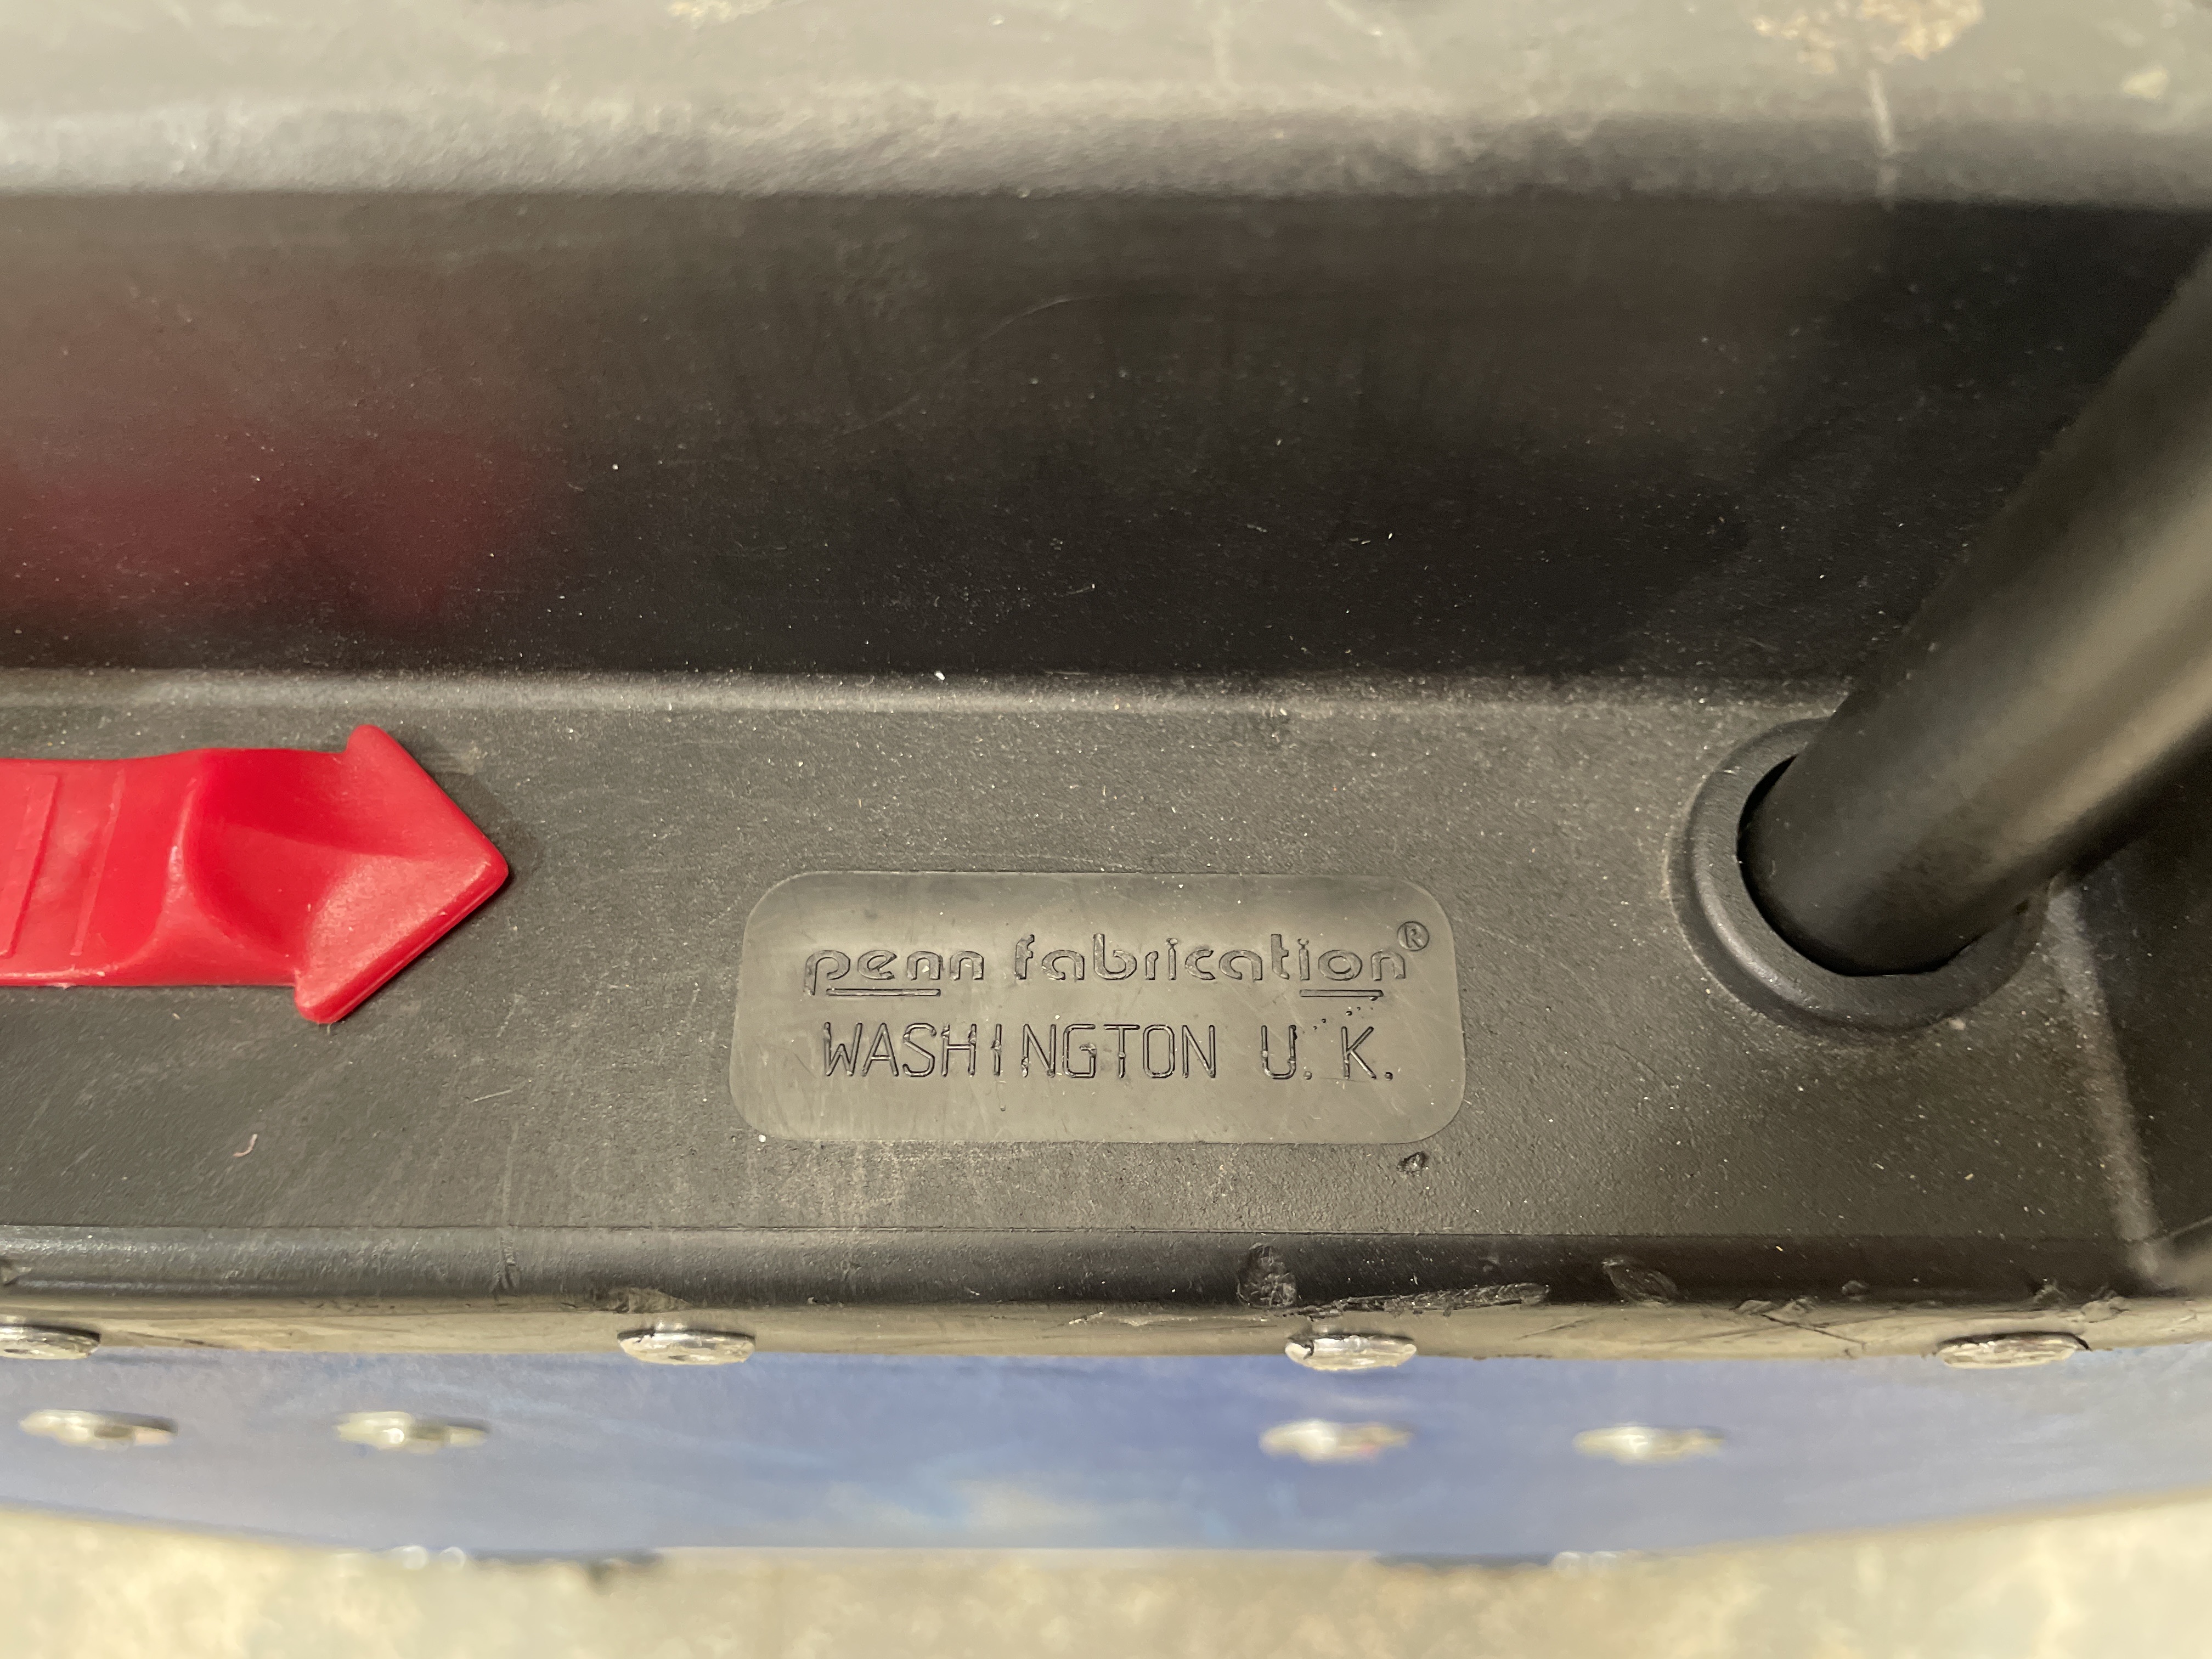 penn fabrication®
WASHINGTON U. K.